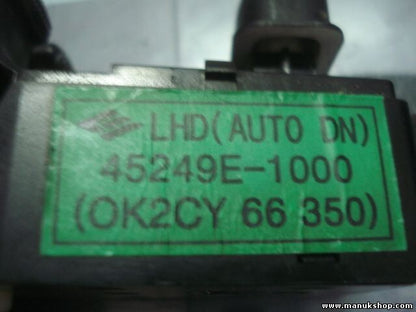 LHD(AUTO DN)
45249E-1000
(OK2CY 66 350)
www.manukshop.com